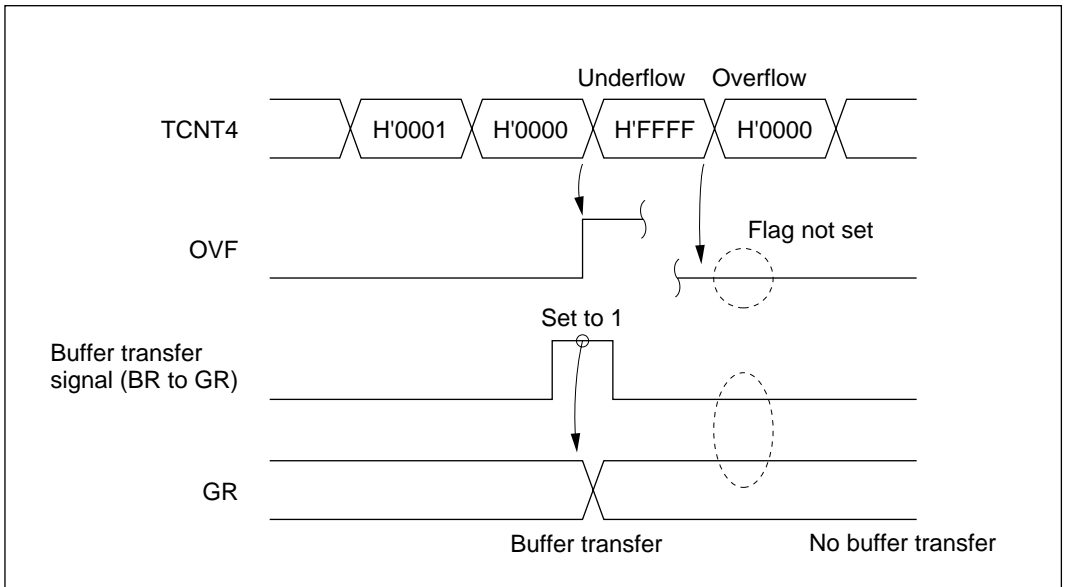 Underflow Overflow
TCNT4 H'0001 H'0000 H'FFFF H'0000
OVF
Flag not set
Set to 1
Buffer transfer
signal (BR to GR)
GR
Buffer transfer No buffer transfer